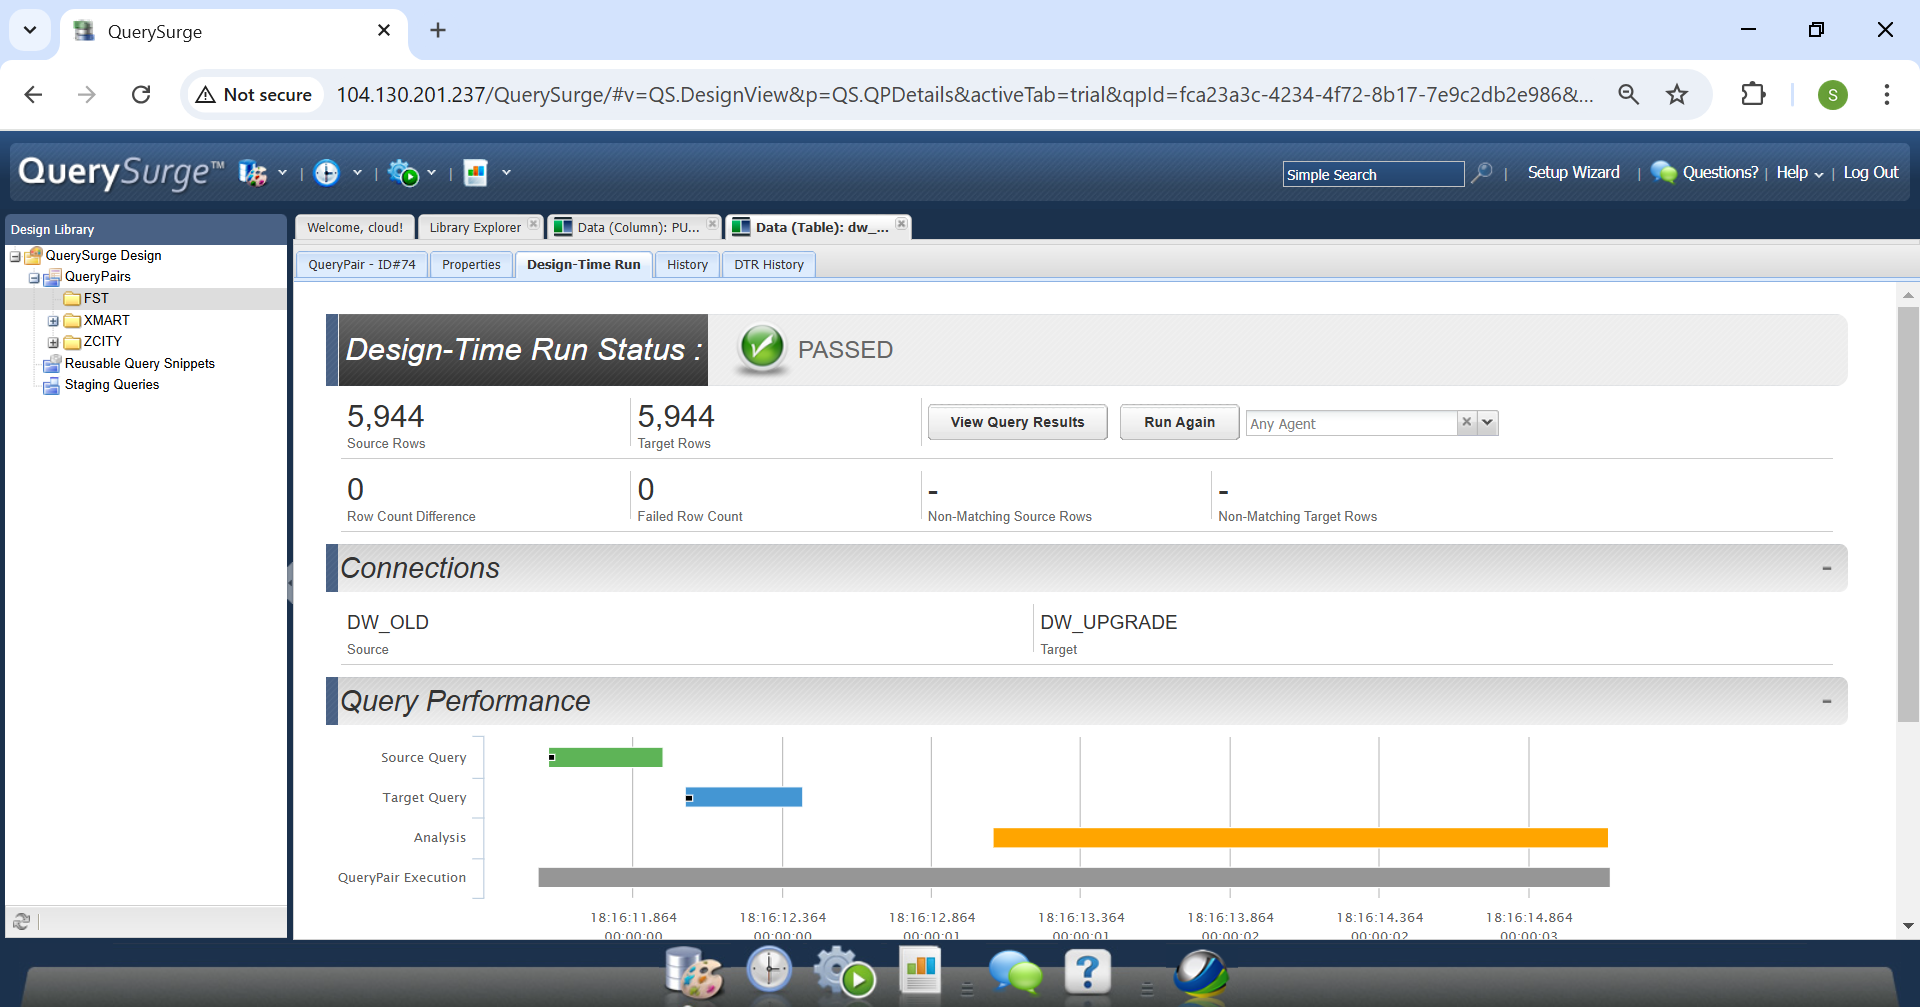 QuerySurge
Not secure
104.130.201.237/QuerySurge/#v=QS.DesignView&p=QS.QPDetails&activeTab=trial&qpId=fca23a3c-4234-4f72-8b17-7e9c2db2e986&...
S
QuerySurge™
Simple Search
Setup Wizard
Questions?
Help
Log Out
Design Library
QuerySurge Design
QueryPairs
FST
XMART
ZCITY
Reusable Query Snippets
Staging Queries
Welcome, cloud!
Library Explorer
Data (Column): PU...
Data (Table): dw_...
QueryPair - ID#74
Properties
Design-Time Run
History
DTR History
Design-Time Run Status :
PASSED
5,944
Source Rows
5,944
Target Rows
View Query Results
Run Again
Any Agent
0
Row Count Difference
0
Failed Row Count
-
Non-Matching Source Rows
-
Non-Matching Target Rows
Connections
-
DW_OLD
Source
DW_UPGRADE
Target
Query Performance
-
Source Query
Target Query
Analysis
QueryPair Execution
18:16:11.864
00:00:00
18:16:12.364
00:00:00
18:16:12.864
00:00:01
18:16:13.364
00:00:01
18:16:13.864
00:00:02
18:16:14.364
00:00:02
18:16:14.864
00:00:03